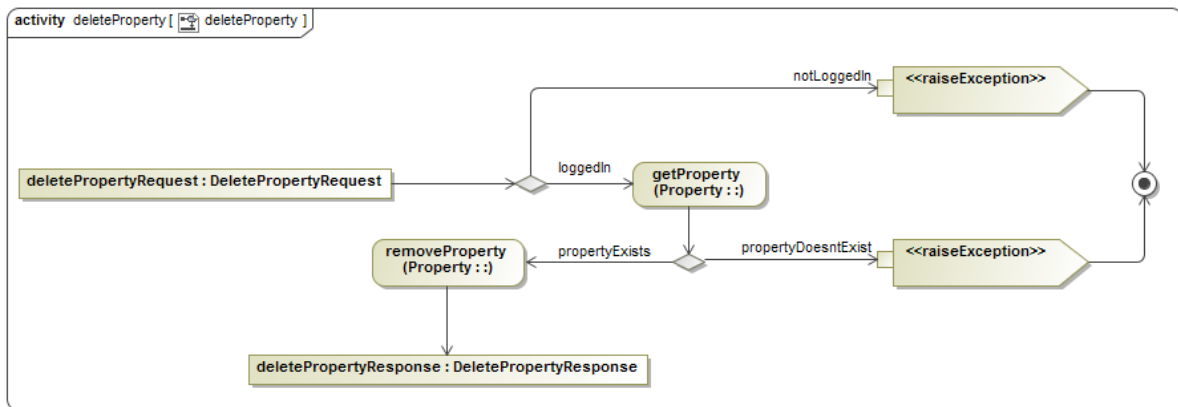 activity deleteProperty [ deleteProperty ]
notLoggedIn
<<raiseException>>
deletePropertyRequest : DeletePropertyRequest
loggedIn
getProperty
(Property : :)
removeProperty
(Property : :)
propertyExists
propertyDoesntExist
<<raiseException>>
deletePropertyResponse : DeletePropertyResponse